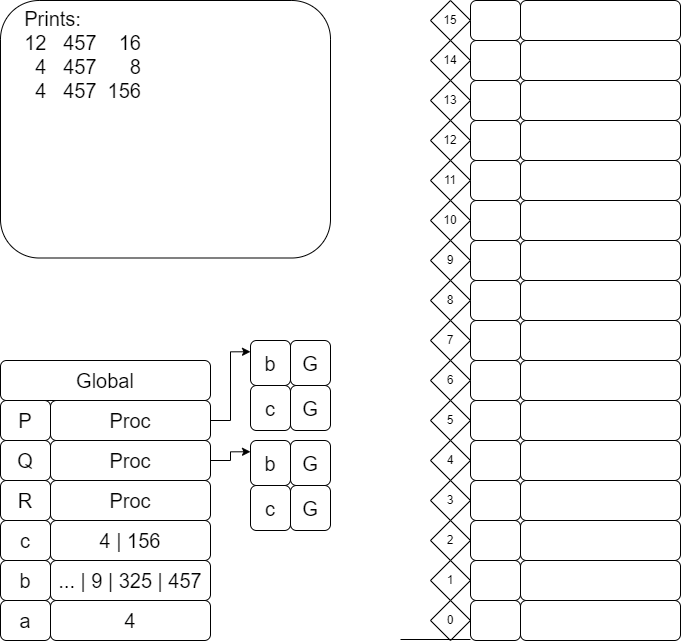 Prints:
12 457 16
4 457 8
4 457 156
Global
P Proc
Q Proc
R Proc
c 4 | 156
b ... | 9 | 325 | 457
a 4
b G
c G
b G
c G
15
14
13
12
11
10
9
8
7
6
5
4
3
2
1
0